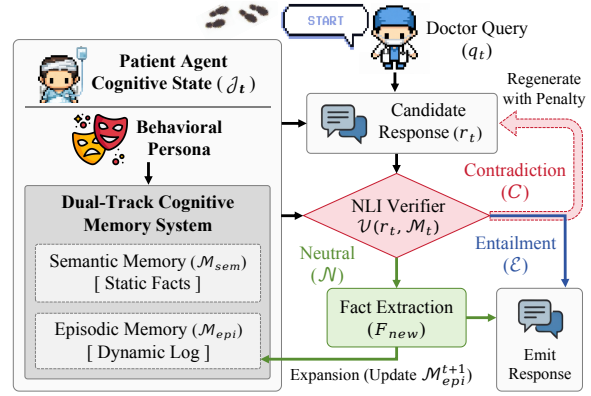 START
Doctor Query
(q_t)
Patient Agent
Cognitive State (𝒥_t)
Behavioral
Persona
Dual-Track Cognitive
Memory System
Semantic Memory (ℳ_sem)
[ Static Facts ]
Episodic Memory (ℳ_epi)
[ Dynamic Log ]
Candidate
Response (r_t)
Regenerate
with Penalty
Contradiction
(C)
NLI Verifier
𝒱(r_t, ℳ_t)
Neutral
(𝒩)
Entailment
(ℰ)
Fact Extraction
(F_new)
Emit
Response
Expansion (Update ℳ_epi^t+1)